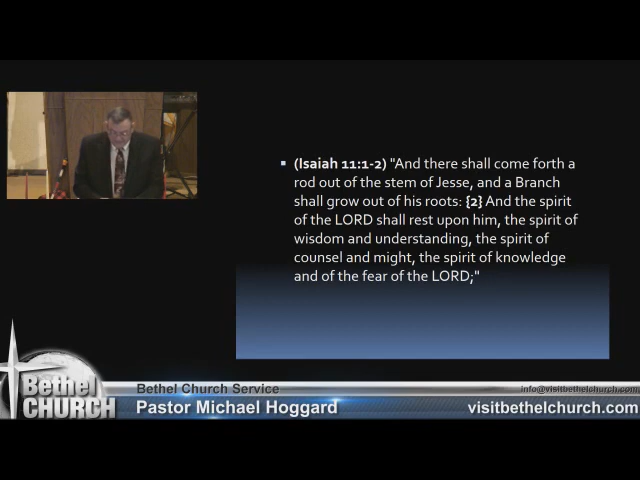 ▪ (Isaiah 11:1-2) "And there shall come forth a
rod out of the stem of Jesse, and a Branch
shall grow out of his roots: {2} And the spirit
of the LORD shall rest upon him, the spirit of
wisdom and understanding, the spirit of
counsel and might, the spirit of knowledge
and of the fear of the LORD;"
Bethel
CHURCH
Bethel Church Service
info@visitbethelchurch.com
Pastor Michael Hoggard
visitbethelchurch.com